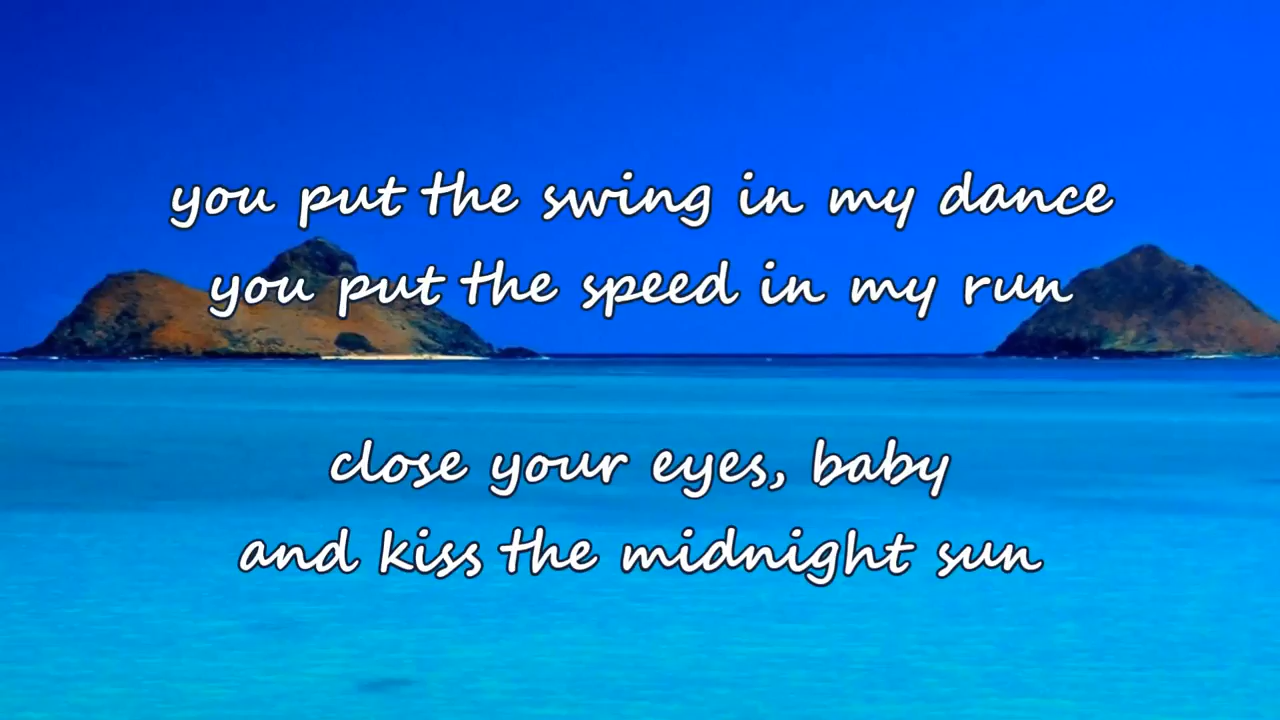 you put the swing in my dance
you put the speed in my run
close your eyes, baby
and kiss the midnight sun